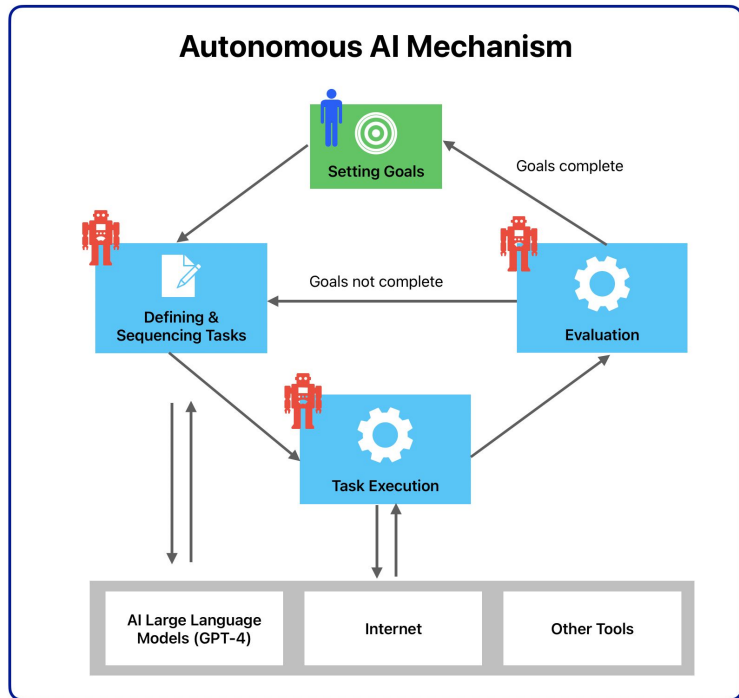 Autonomous AI Mechanism
Setting Goals
Goals complete
Goals not complete
Defining &
Sequencing Tasks
Evaluation
Task Execution
AI Large Language
Models (GPT-4)
Internet
Other Tools